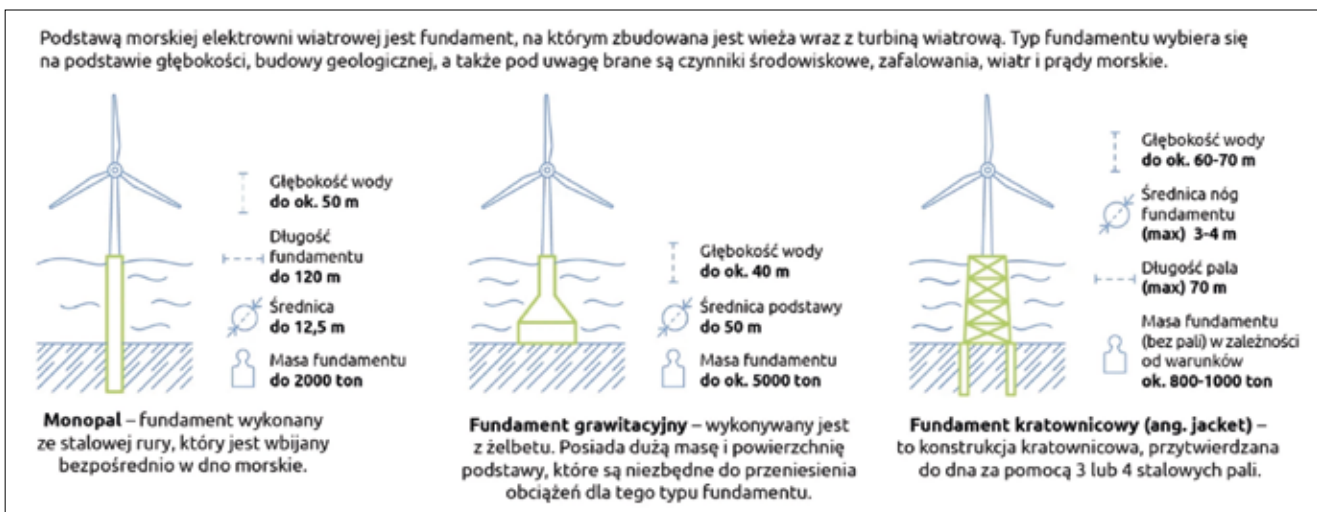 Podstawą morskiej elektrowni wiatrowej jest fundament, na którym zbudowana jest wieża wraz z turbiną wiatrową. Typ fundamentu wybiera się
na podstawie głębokości, budowy geologicznej, a także pod uwagę brane są czynniki środowiskowe, zafalowania, wiatr i prądy morskie.
Głębokość wody
do ok. 50 m
Długość
fundamentu
do 120 m
Średnica
do 12,5 m
Masa fundamentu
do 2000 ton
Monopal – fundament wykonany
ze stalowej rury, który jest wbijany
bezpośrednio w dno morskie.
Głębokość wody
do ok. 40 m
Średnica podstawy
do 50 m
Masa fundamentu
do ok. 5000 ton
Fundament grawitacyjny – wykonywany jest
z żelbetu. Posiada dużą masę i powierzchnię
podstawy, które są niezbędne do przeniesienia
obciążeń dla tego typu fundamentu.
Głębokość wody
do ok. 60-70 m
Średnica nóg
fundamentu
(max) 3-4 m
Długość pala
(max) 70 m
Masa fundamentu
(bez pali) w zależności
od warunków
ok. 800-1000 ton
Fundament kratownicowy (ang. jacket) –
to konstrukcja kratownicowa, przytwierdzana
do dna za pomocą 3 lub 4 stalowych pali.